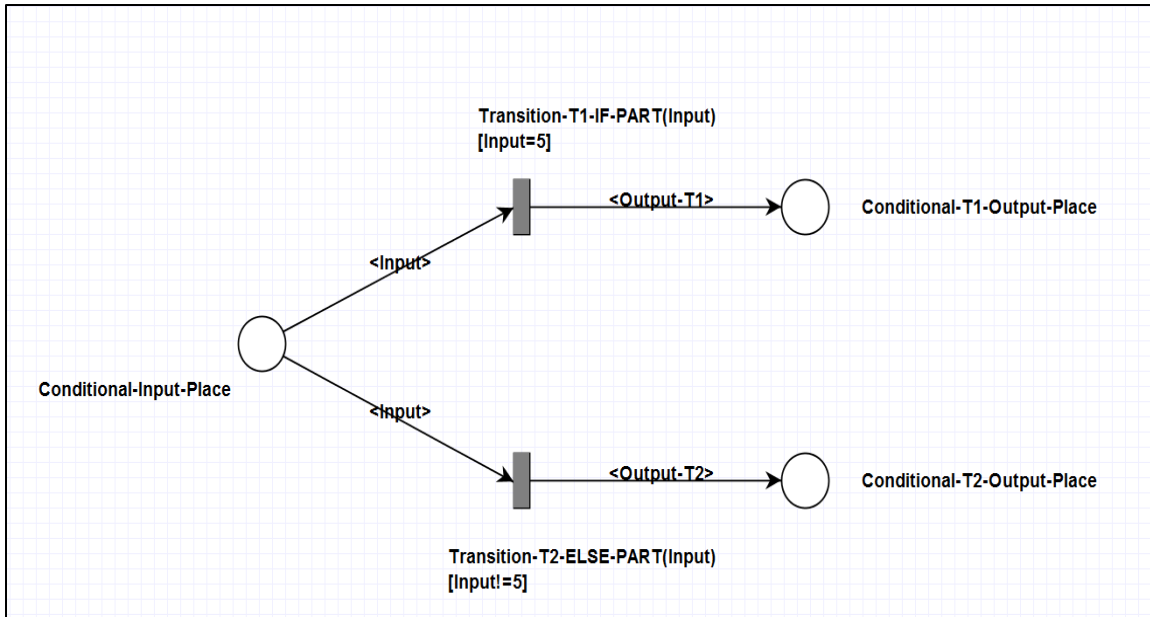 Transition-T1-IF-PART(Input)
[Input=5]
<Output-T1>
Conditional-T1-Output-Place
<Input>
Conditional-Input-Place
<Input>
<Output-T2>
Conditional-T2-Output-Place
Transition-T2-ELSE-PART(Input)
[Input!=5]